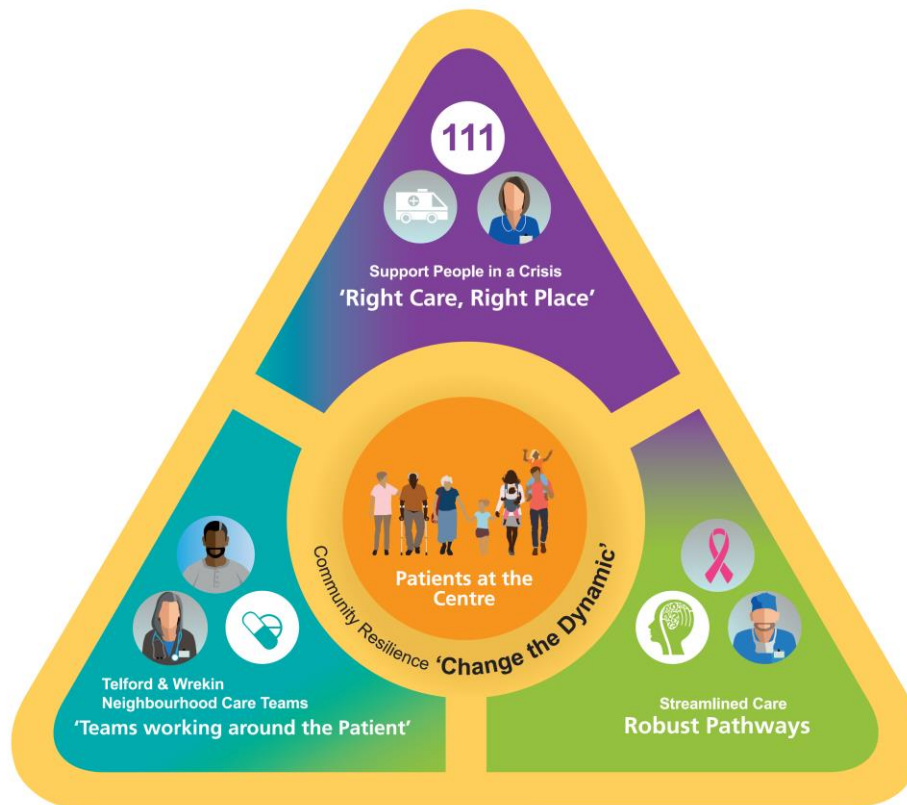 111
Support People in a Crisis
'Right Care, Right Place'
Patients at the
Centre
Community Resilience 'Change the Dynamic'
Telford & Wrekin
Neighbourhood Care Teams
'Teams working around the Patient'
Streamlined Care
Robust Pathways